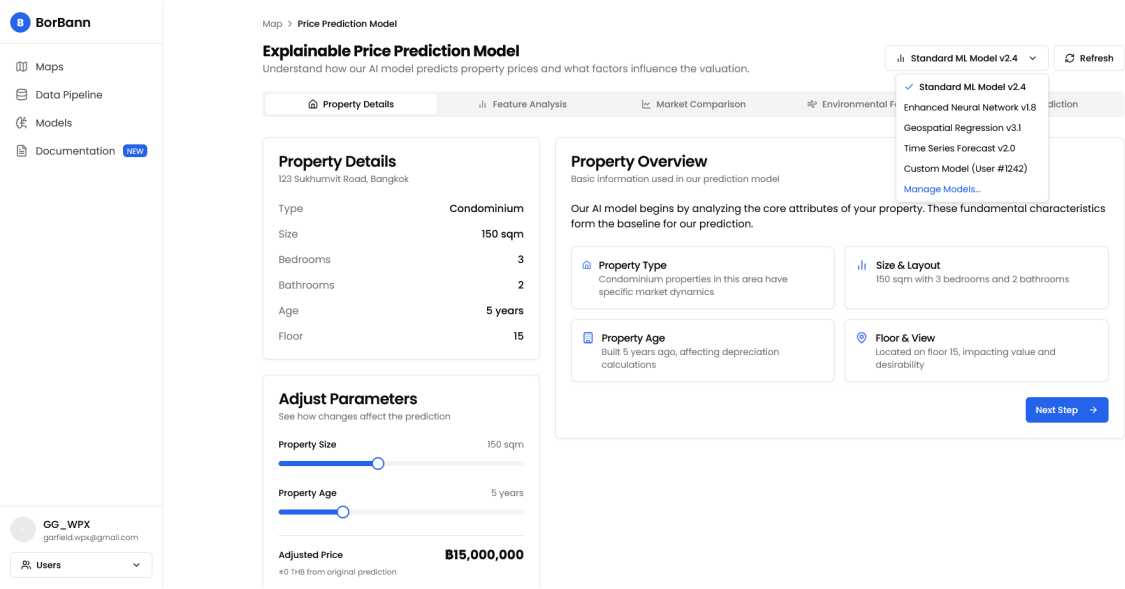 B BorBann
Maps
Data Pipeline
Models
Documentation NEW
GG_WPX
garfield.wpx@gmail.com
Users
Map > Price Prediction Model
Explainable Price Prediction Model
Understand how our AI model predicts property prices and what factors influence the valuation.
Standard ML Model v2.4
Refresh
Standard ML Model v2.4
Enhanced Neural Network v1.8
Geospatial Regression v3.1
Time Series Forecast v2.0
Custom Model (User #1242)
Manage Models...
Property Details
Feature Analysis
Market Comparison
Environmental F
diction
Property Details
123 Sukhumvit Road, Bangkok
Type Condominium
Size 150 sqm
Bedrooms 3
Bathrooms 2
Age 5 years
Floor 15
Adjust Parameters
See how changes affect the prediction
Property Size 150 sqm
Property Age 5 years
Adjusted Price ฿15,000,000
±0 THB from original prediction
Property Overview
Basic information used in our prediction model
Our AI model begins by analyzing the core attributes of your property. These fundamental characteristics
form the baseline for our prediction.
Property Type
Condominium properties in this area have
specific market dynamics
Size & Layout
150 sqm with 3 bedrooms and 2 bathrooms
Property Age
Built 5 years ago, affecting depreciation
calculations
Floor & View
Located on floor 15, impacting value and
desirability
Next Step